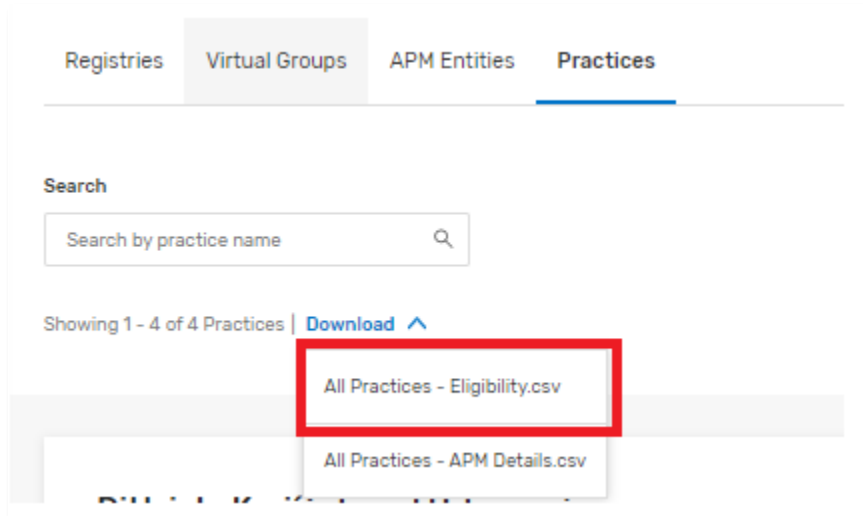 Registries Virtual Groups APM Entities Practices
Search
Search by practice name
Showing 1 - 4 of 4 Practices | Download
All Practices - Eligibility.csv
All Practices - APM Details.csv